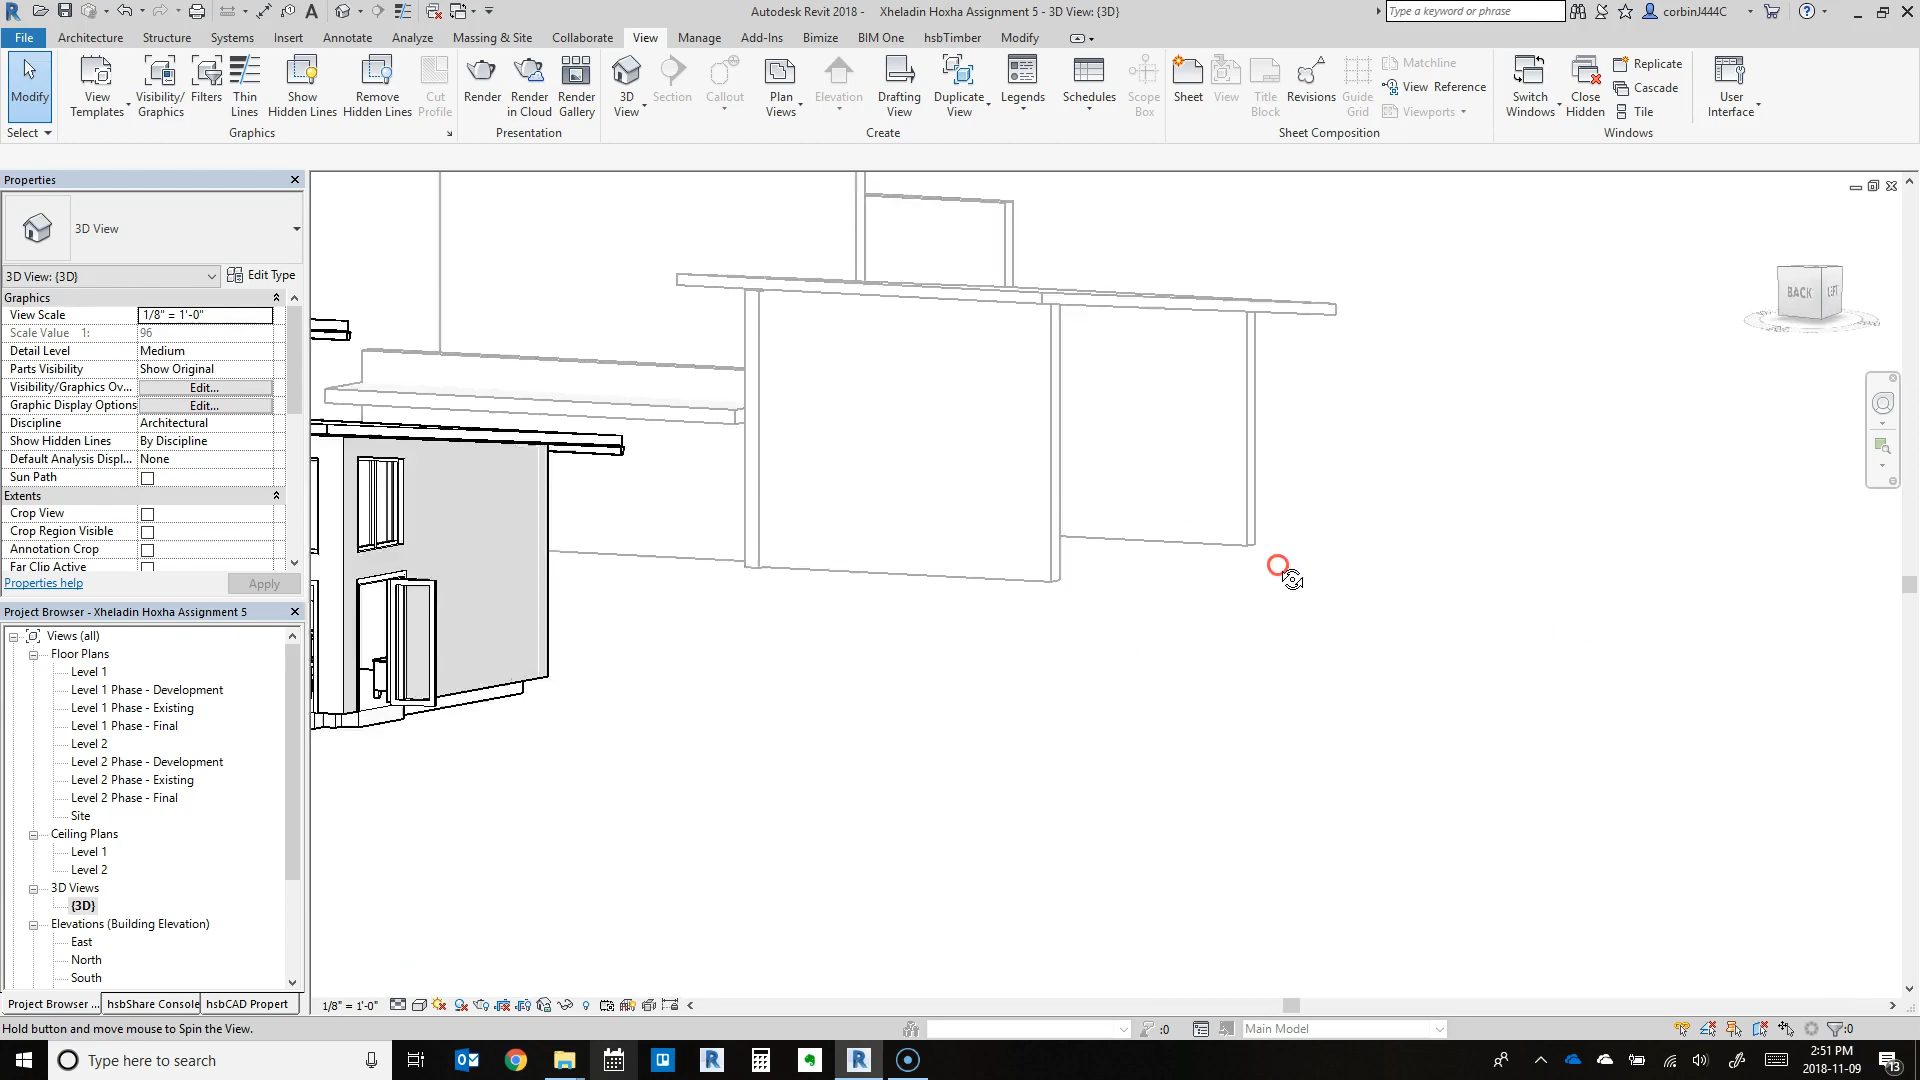 Autodesk Revit 2018 - Xheladin Hoxha Assignment 5 - 3D View: {3D}
Type a keyword or phrase
corbinJ444C
File Architecture Structure Systems Insert Annotate Analyze Massing & Site Collaborate View Manage Add-Ins Bimize BIM One hsbTimber Modify
Modify
View Templates
Visibility/ Graphics
Filters
Thin Lines
Show Hidden Lines
Remove Hidden Lines
Cut Profile
Render
Render in Cloud
Render Gallery
3D View
Section
Callout
Plan Views
Elevation
Drafting View
Duplicate View
Legends
Schedules
Scope Box
Sheet
View
Title Block
Revisions
Guide Grid
Matchline
View Reference
Viewports
Switch Windows
Close Hidden
Replicate
Cascade
Tile
User Interface
Select Graphics Presentation Create Sheet Composition Windows
Properties
3D View
3D View: {3D} Edit Type
Graphics
View Scale 1/8" = 1'-0"
Scale Value 1: 96
Detail Level Medium
Parts Visibility Show Original
Visibility/Graphics Ov... Edit...
Graphic Display Options Edit...
Discipline Architectural
Show Hidden Lines By Discipline
Default Analysis Displ... None
Sun Path
Extents
Crop View
Crop Region Visible
Annotation Crop
Far Clip Active
Properties help Apply
Project Browser - Xheladin Hoxha Assignment 5
Views (all)
Floor Plans
Level 1
Level 1 Phase - Development
Level 1 Phase - Existing
Level 1 Phase - Final
Level 2
Level 2 Phase - Development
Level 2 Phase - Existing
Level 2 Phase - Final
Site
Ceiling Plans
Level 1
Level 2
3D Views
{3D}
Elevations (Building Elevation)
East
North
South
Project Browser ... hsbShare Console hsbCAD Propert
BACK LEFT
1/8" = 1'-0"
Hold button and move mouse to Spin the View.
:0
Main Model
:0
Type here to search
2:51 PM
2018-11-09
13